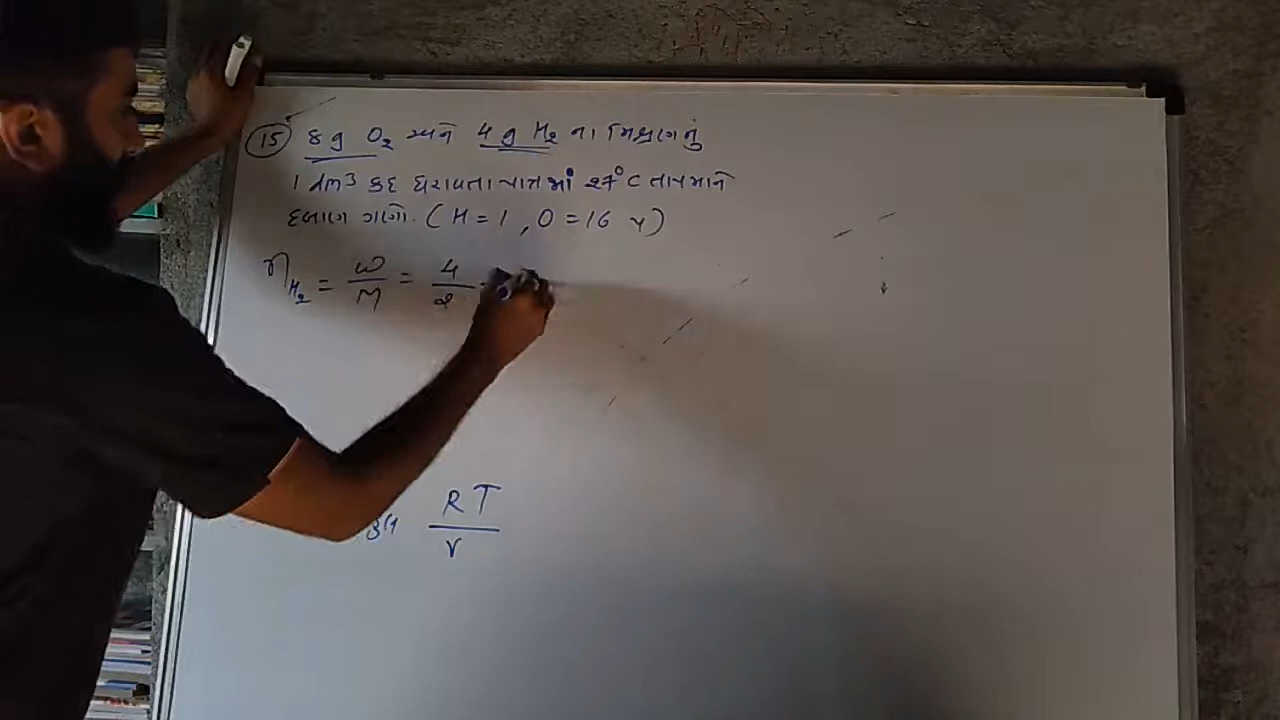 15 8 g O₂ અને 4 g H₂ ના મિશ્રણનું
1 dm³ કદ ધરાવતા પાત્રમાં 27°C તાપમાને
દબાણ ગણો. ( H = 1 , O = 16 u )
n_H₂ = w/M = 4/2 =
કુલ RT/V